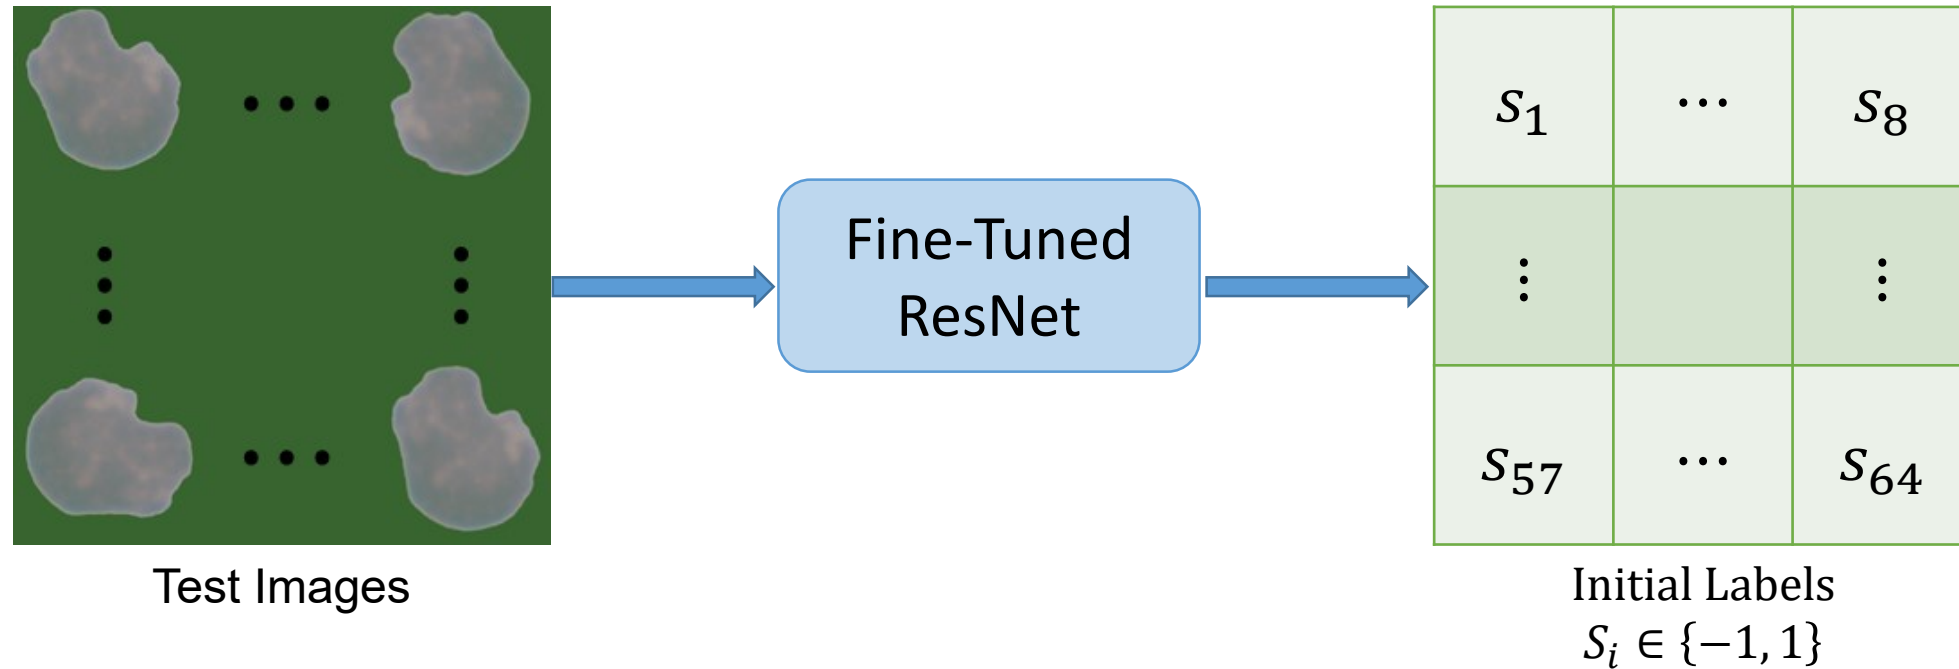 s₁ ⋯ s₈
Fine-Tuned
ResNet
⋮ ⋮
s₅₇ ⋯ s₆₄
Test Images
Initial Labels
Sᵢ ∈ {−1, 1}